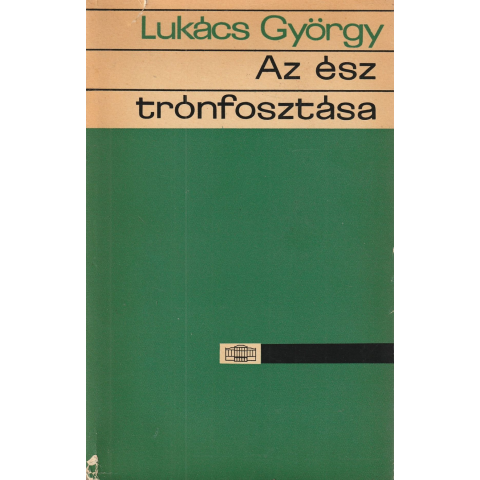 Lukács György
Az ész
trónfosztása